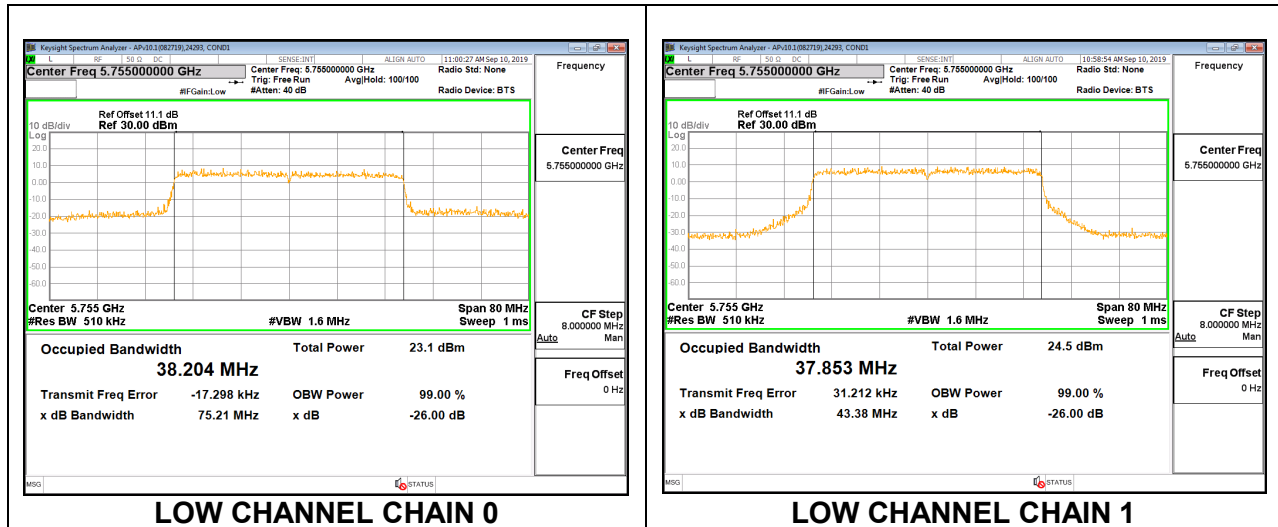 Keysight Spectrum Analyzer - APv10.1(082719),24293, COND1
LXI L RF 50 Ω DC SENSE:INT ALIGN AUTO 11:00:27 AM Sep 10, 2019
Center Freq 5.755000000 GHz
Center Freq: 5.755000000 GHz Radio Std: None
Trig: Free Run Avg|Hold: 100/100
#IFGain:Low #Atten: 40 dB Radio Device: BTS
Frequency
Ref Offset 11.1 dB
10 dB/div Ref 30.00 dBm
Log
20.0
10.0
0.00
-10.0
-20.0
-30.0
-40.0
-50.0
-60.0
Center Freq
5.755000000 GHz
Center 5.755 GHz Span 80 MHz
#Res BW 510 kHz #VBW 1.6 MHz Sweep 1 ms
CF Step
8.000000 MHz
Auto Man
Occupied Bandwidth Total Power 23.1 dBm
38.204 MHz
Transmit Freq Error -17.298 kHz OBW Power 99.00 %
x dB Bandwidth 75.21 MHz x dB -26.00 dB
Freq Offset
0 Hz
MSG STATUS
LOW CHANNEL CHAIN 0
Keysight Spectrum Analyzer - APv10.1(082719),24293, COND1
LXI L RF 50 Ω DC SENSE:INT ALIGN AUTO 10:58:54 AM Sep 10, 2019
Center Freq 5.755000000 GHz
Center Freq: 5.755000000 GHz Radio Std: None
Trig: Free Run Avg|Hold: 100/100
#IFGain:Low #Atten: 40 dB Radio Device: BTS
Frequency
Ref Offset 11.1 dB
10 dB/div Ref 30.00 dBm
Log
20.0
10.0
0.00
-10.0
-20.0
-30.0
-40.0
-50.0
-60.0
Center Freq
5.755000000 GHz
Center 5.755 GHz Span 80 MHz
#Res BW 510 kHz #VBW 1.6 MHz Sweep 1 ms
CF Step
8.000000 MHz
Auto Man
Occupied Bandwidth Total Power 24.5 dBm
37.853 MHz
Transmit Freq Error 31.212 kHz OBW Power 99.00 %
x dB Bandwidth 43.38 MHz x dB -26.00 dB
Freq Offset
0 Hz
MSG STATUS
LOW CHANNEL CHAIN 1